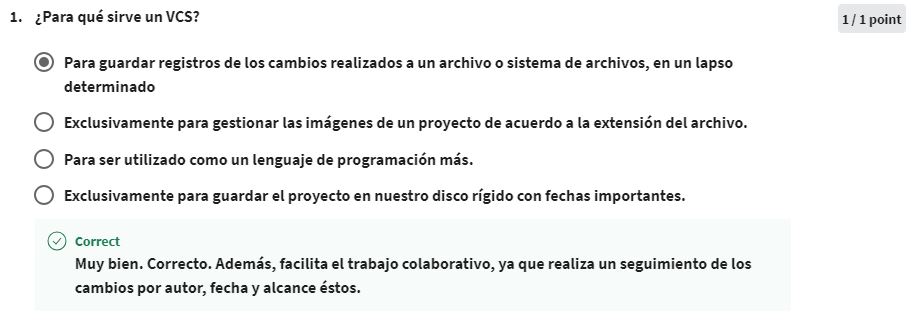 1. ¿Para qué sirve un VCS?
1 / 1 point
Para guardar registros de los cambios realizados a un archivo o sistema de archivos, en un lapso
determinado
Exclusivamente para gestionar las imágenes de un proyecto de acuerdo a la extensión del archivo.
Para ser utilizado como un lenguaje de programación más.
Exclusivamente para guardar el proyecto en nuestro disco rígido con fechas importantes.
Correct
Muy bien. Correcto. Además, facilita el trabajo colaborativo, ya que realiza un seguimiento de los
cambios por autor, fecha y alcance éstos.